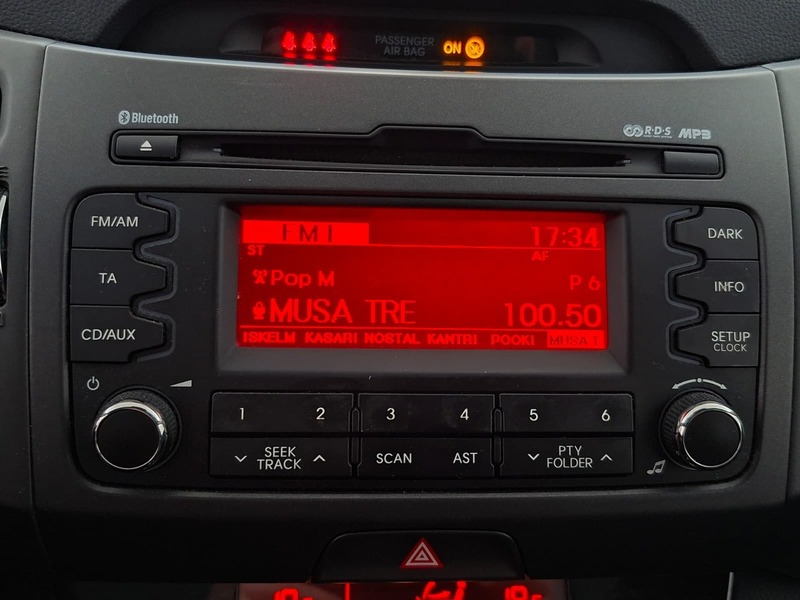 PASSENGER
AIR BAG
ON
Bluetooth
R·D·S
MP3
FM/AM
TA
CD/AUX
FM1 17:34
ST AF
Pop M P 6
MUSA TRE 100.50
ISKELM KASARI NOSTAL KANTRI POOKI MUSA T
DARK
INFO
SETUP
CLOCK
1 2 3 4 5 6
SEEK
TRACK
SCAN AST
PTY
FOLDER